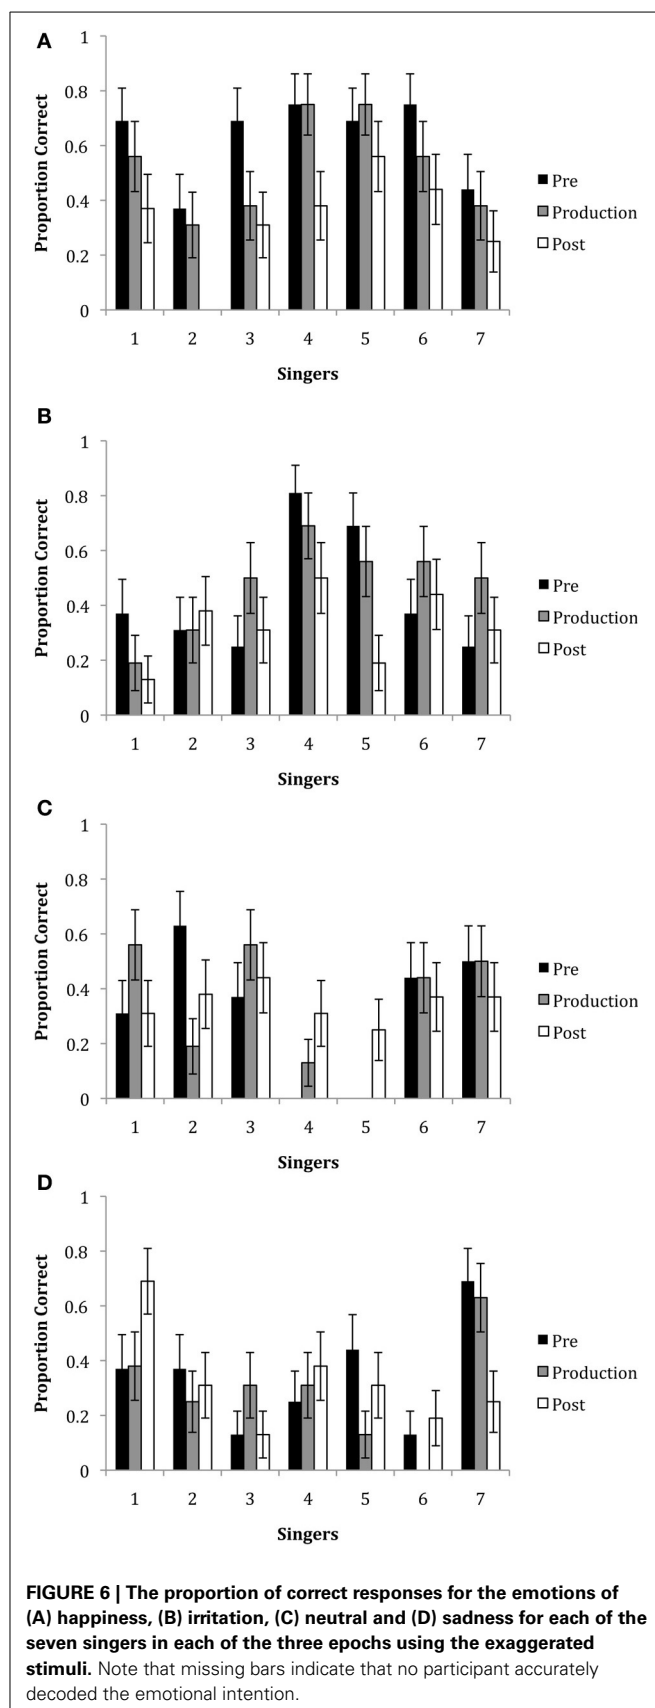 A
1
0.8
0.6
0.4
0.2
0
Proportion Correct
1 2 3 4 5 6 7
Singers
Pre
Production
Post
B
1
0.8
0.6
0.4
0.2
0
Proportion Correct
1 2 3 4 5 6 7
Singers
Pre
Production
Post
C
1
0.8
0.6
0.4
0.2
0
Proportion Correct
1 2 3 4 5 6 7
Singers
Pre
Production
Post
D
1
0.8
0.6
0.4
0.2
0
Proportion Correct
1 2 3 4 5 6 7
Singers
Pre
Production
Post
FIGURE 6 | The proportion of correct responses for the emotions of
(A) happiness, (B) irritation, (C) neutral and (D) sadness for each of the
seven singers in each of the three epochs using the exaggerated
stimuli. Note that missing bars indicate that no participant accurately
decoded the emotional intention.